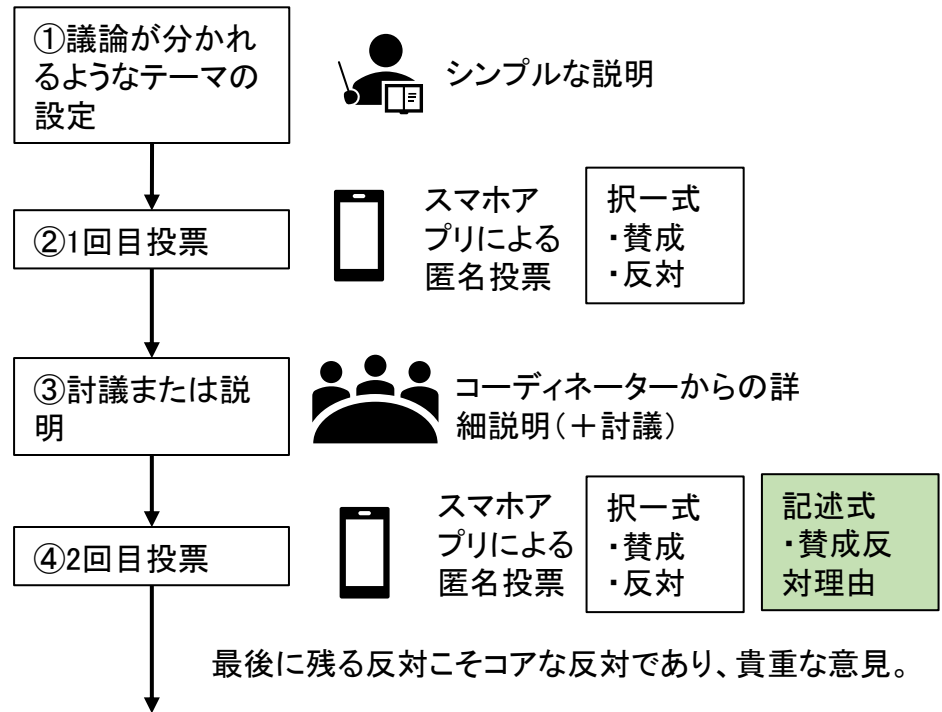 ①議論が分かれ
るようなテーマの
設定
シンプルな説明
②1回目投票
スマホア
プリによる
匿名投票
択一式
・賛成
・反対
③討議または説
明
コーディネーターからの詳
細説明(+討議)
④2回目投票
スマホア
プリによる
匿名投票
択一式
・賛成
・反対
記述式
・賛成反
対理由
最後に残る反対こそコアな反対であり、貴重な意見。